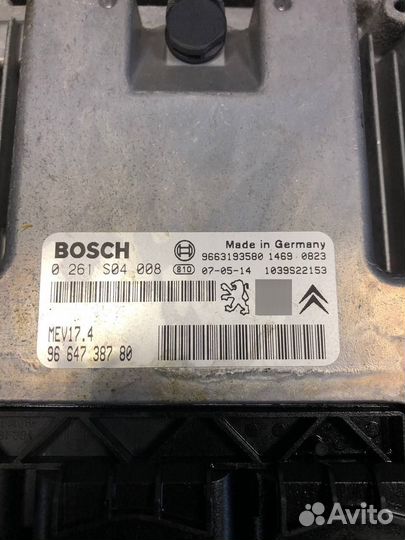 BOSCH
Made in Germany
9663193580 1469 0823
0 261 S04 008
810
07-05-14 1039S22153
MEV17.4
96 647 387 80
Avito